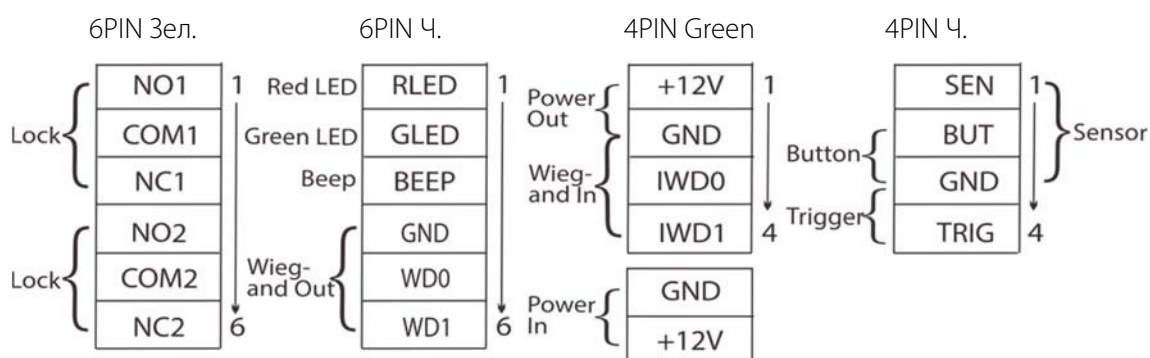 6PIN Зел. 6PIN Ч. 4PIN Green 4PIN Ч.
NO1 1 Red LED RLED 1 Power Out +12V 1 SEN 1
Lock COM1 Green LED GLED GND Button BUT Sensor
NC1 Beep BEEP Wieg-and In IWD0 GND
NO2 GND IWD1 4 Trigger TRIG 4
Lock COM2 Wieg-and Out WD0 Power In GND
NC2 6 WD1 6 +12V